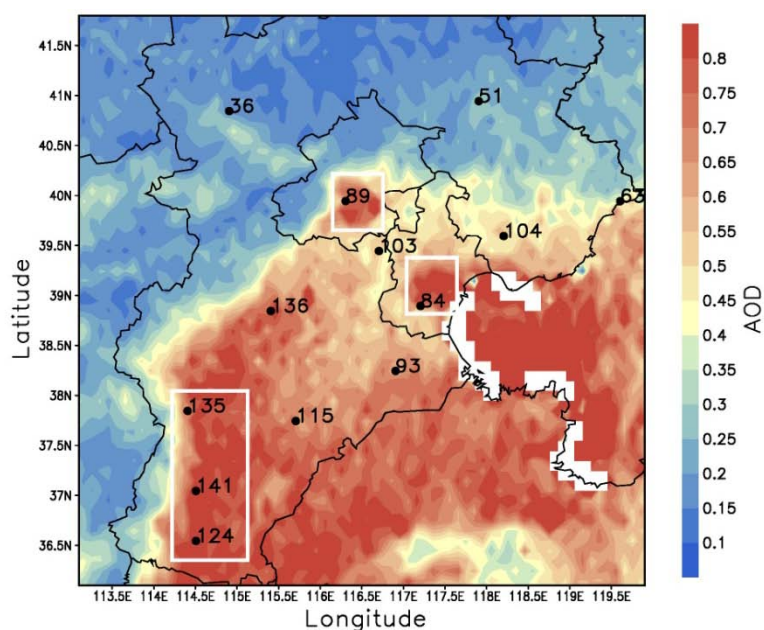 41.5N
41N
40.5N
40N
39.5N
39N
38.5N
38N
37.5N
37N
36.5N
Latitude
36
51
89
63
103
104
84
136
93
135
115
141
124
113.5E 114E 114.5E 115E 115.5E 116E 116.5E 117E 117.5E 118E 118.5E 119E 119.5E
Longitude
0.8
0.75
0.7
0.65
0.6
0.55
0.5
0.45
0.4
0.35
0.3
0.25
0.2
0.15
0.1
AOD